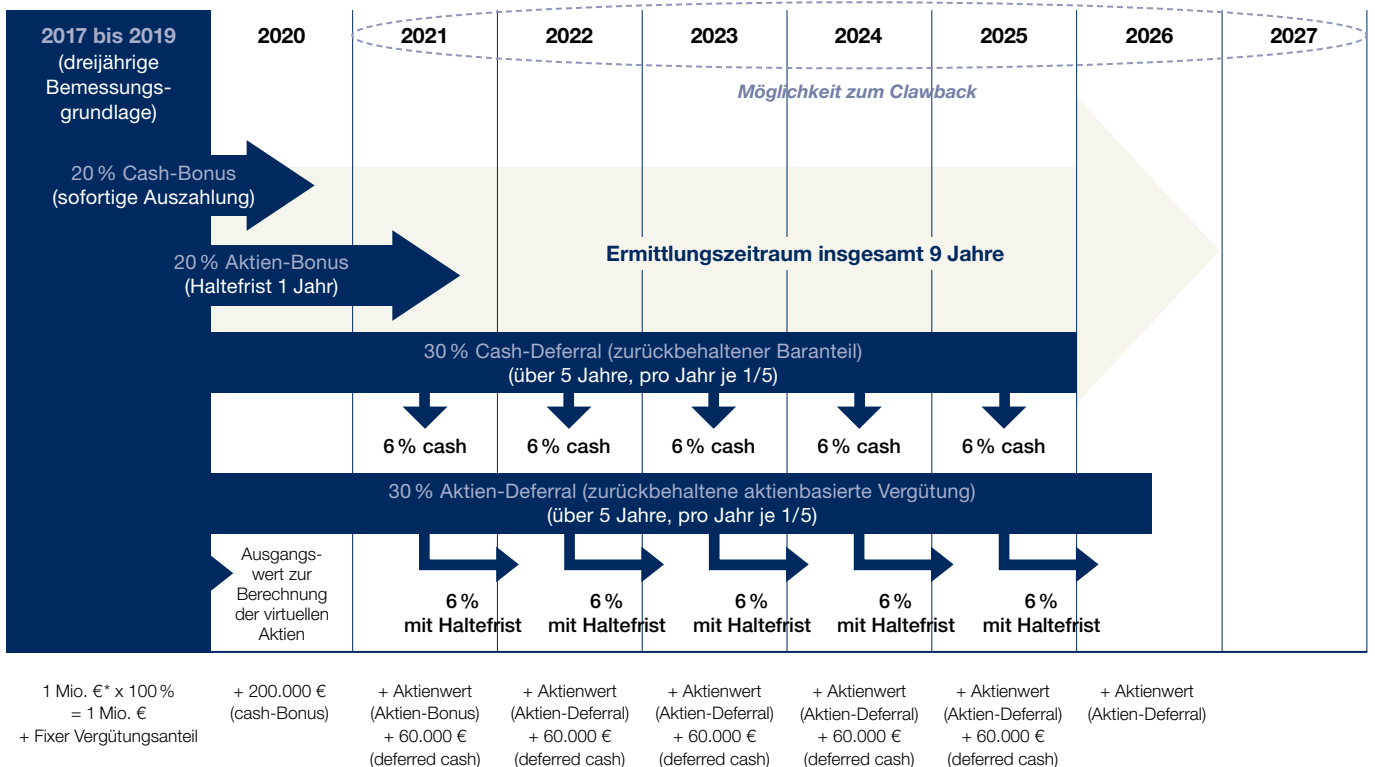 2017 bis 2019
(dreijährige
Bemessungs-
grundlage)
2020
2021
2022
2023
2024
2025
2026
2027
Möglichkeit zum Clawback
20 % Cash-Bonus
(sofortige Auszahlung)
20 % Aktien-Bonus
(Haltefrist 1 Jahr)
Ermittlungszeitraum insgesamt 9 Jahre
30 % Cash-Deferral (zurückbehaltener Baranteil)
(über 5 Jahre, pro Jahr je 1/5)
6 % cash
6 % cash
6 % cash
6 % cash
6 % cash
30 % Aktien-Deferral (zurückbehaltene aktienbasierte Vergütung)
(über 5 Jahre, pro Jahr je 1/5)
Ausgangs-
wert zur
Berechnung
der virtuellen
Aktien
6 %
mit Haltefrist
6 %
mit Haltefrist
6 %
mit Haltefrist
6 %
mit Haltefrist
6 %
mit Haltefrist
1 Mio. €* x 100 %
= 1 Mio. €
+ Fixer Vergütungsanteil
+ 200.000 €
(cash-Bonus)
+ Aktienwert
(Aktien-Bonus)
+ 60.000 €
(deferred cash)
+ Aktienwert
(Aktien-Deferral)
+ 60.000 €
(deferred cash)
+ Aktienwert
(Aktien-Deferral)
+ 60.000 €
(deferred cash)
+ Aktienwert
(Aktien-Deferral)
+ 60.000 €
(deferred cash)
+ Aktienwert
(Aktien-Deferral)
+ 60.000 €
(deferred cash)
+ Aktienwert
(Aktien-Deferral)